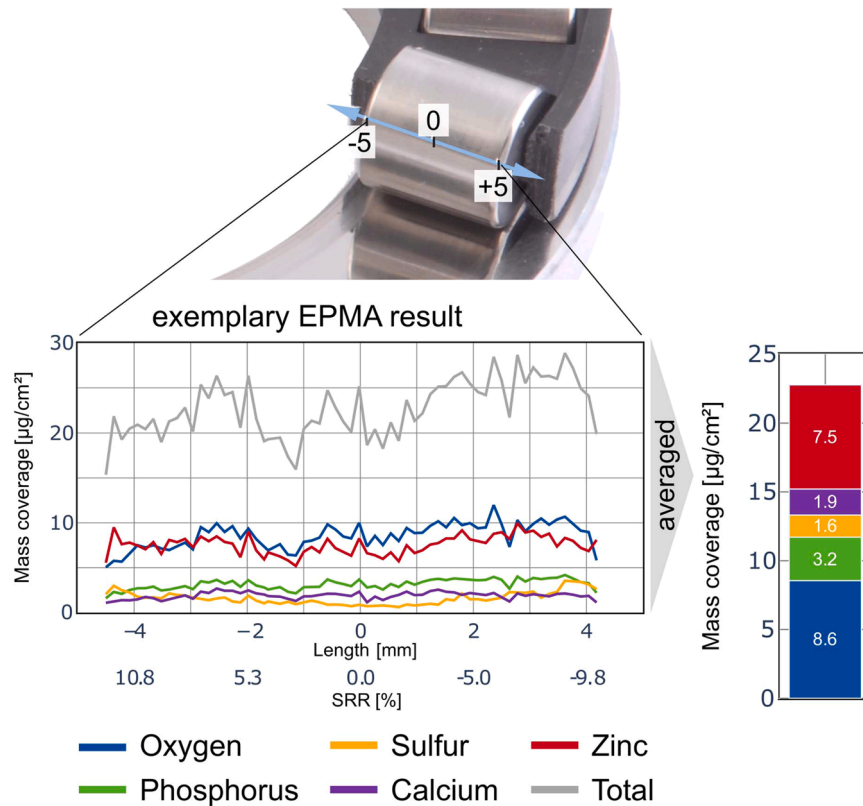 0
-5
+5
exemplary EPMA result
Mass coverage [µg/cm²]
30
20
10
0
−4 −2 0 2 4
Length [mm]
10.8 5.3 0.0 -5.0 -9.8
SRR [%]
averaged
Mass coverage [µg/cm²]
25
20
15
10
5
0
7.5
1.9
1.6
3.2
8.6
Oxygen Sulfur Zinc
Phosphorus Calcium Total